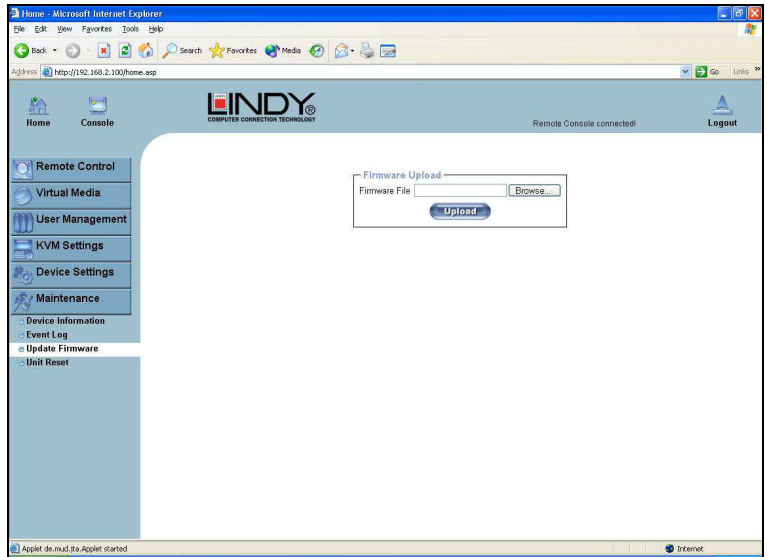 Home - Microsoft Internet Explorer
File Edit View Favorites Tools Help
Back Search Favorites Media
Address http://192.168.2.100/home.asp Go Links »
Home Console
LINDY®
COMPUTER CONNECTION TECHNOLOGY
Remote Console connected!
Logout
Remote Control
Virtual Media
User Management
KVM Settings
Device Settings
Maintenance
Device Information
Event Log
Update Firmware
Unit Reset
Firmware Upload
Firmware File Browse...
Upload
Applet de.mud.jta.Applet started Internet